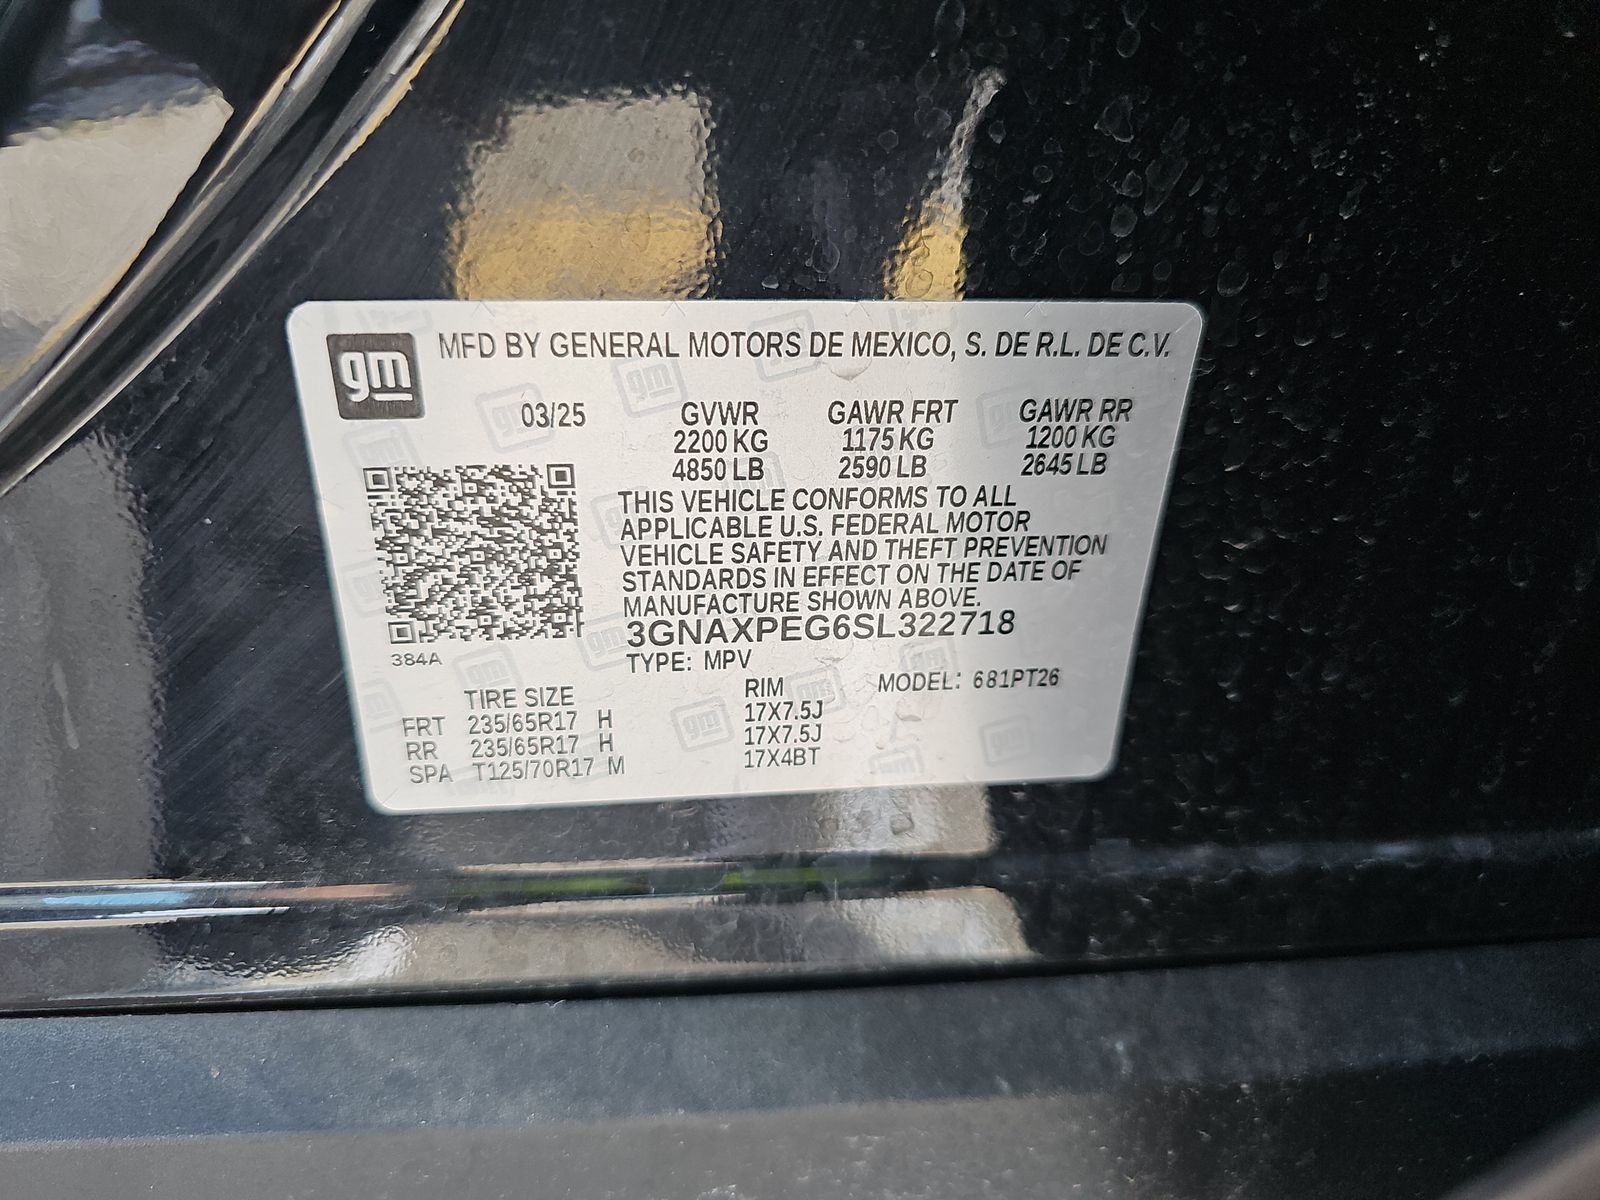 gm MFD BY GENERAL MOTORS DE MEXICO, S. DE R.L. DE C.V.
03/25 GVWR GAWR FRT GAWR RR
2200 KG 1175 KG 1200 KG
4850 LB 2590 LB 2645 LB
THIS VEHICLE CONFORMS TO ALL
APPLICABLE U.S. FEDERAL MOTOR
VEHICLE SAFETY AND THEFT PREVENTION
STANDARDS IN EFFECT ON THE DATE OF
MANUFACTURE SHOWN ABOVE.
3GNAXPEG6SL322718
384A TYPE: MPV
TIRE SIZE RIM MODEL: 681PT26
FRT 235/65R17 H 17X7.5J
RR 235/65R17 H 17X7.5J
SPA T125/70R17 M 17X4BT